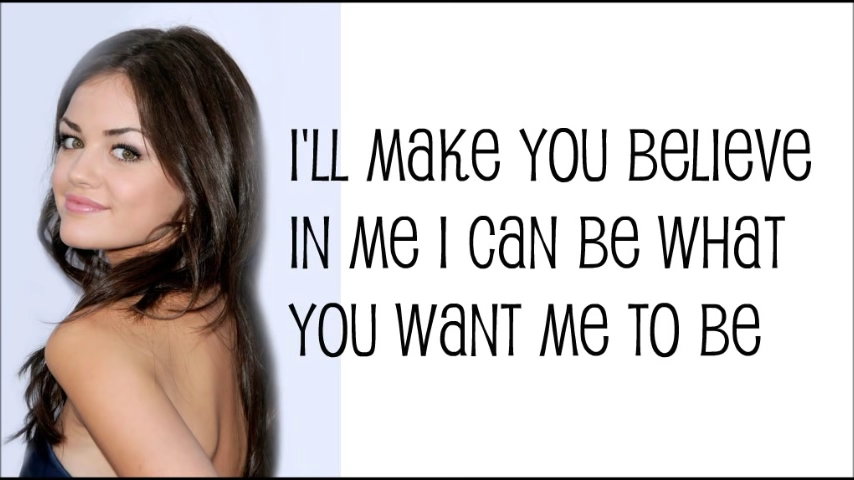 I'LL MAKE YOU BELIEVE
IN ME I CAN BE WHAT
YOU WANT ME TO BE